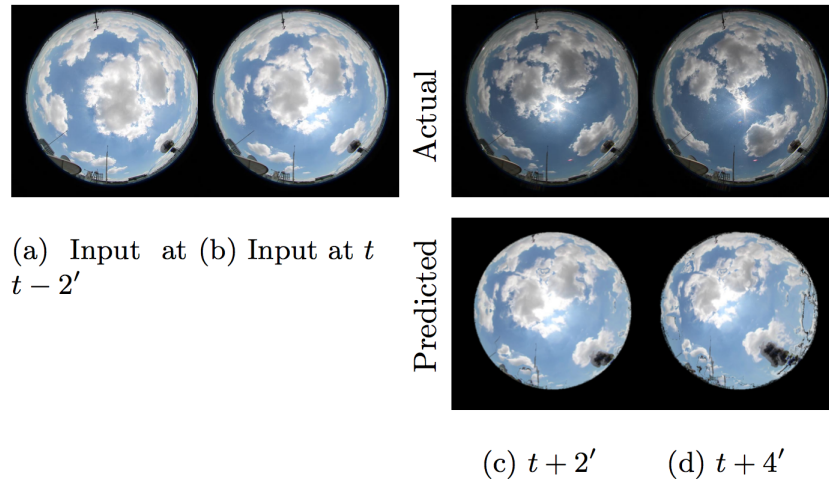 Actual
(a) Input at (b) Input at t
t − 2′
Predicted
(c) t + 2′ (d) t + 4′